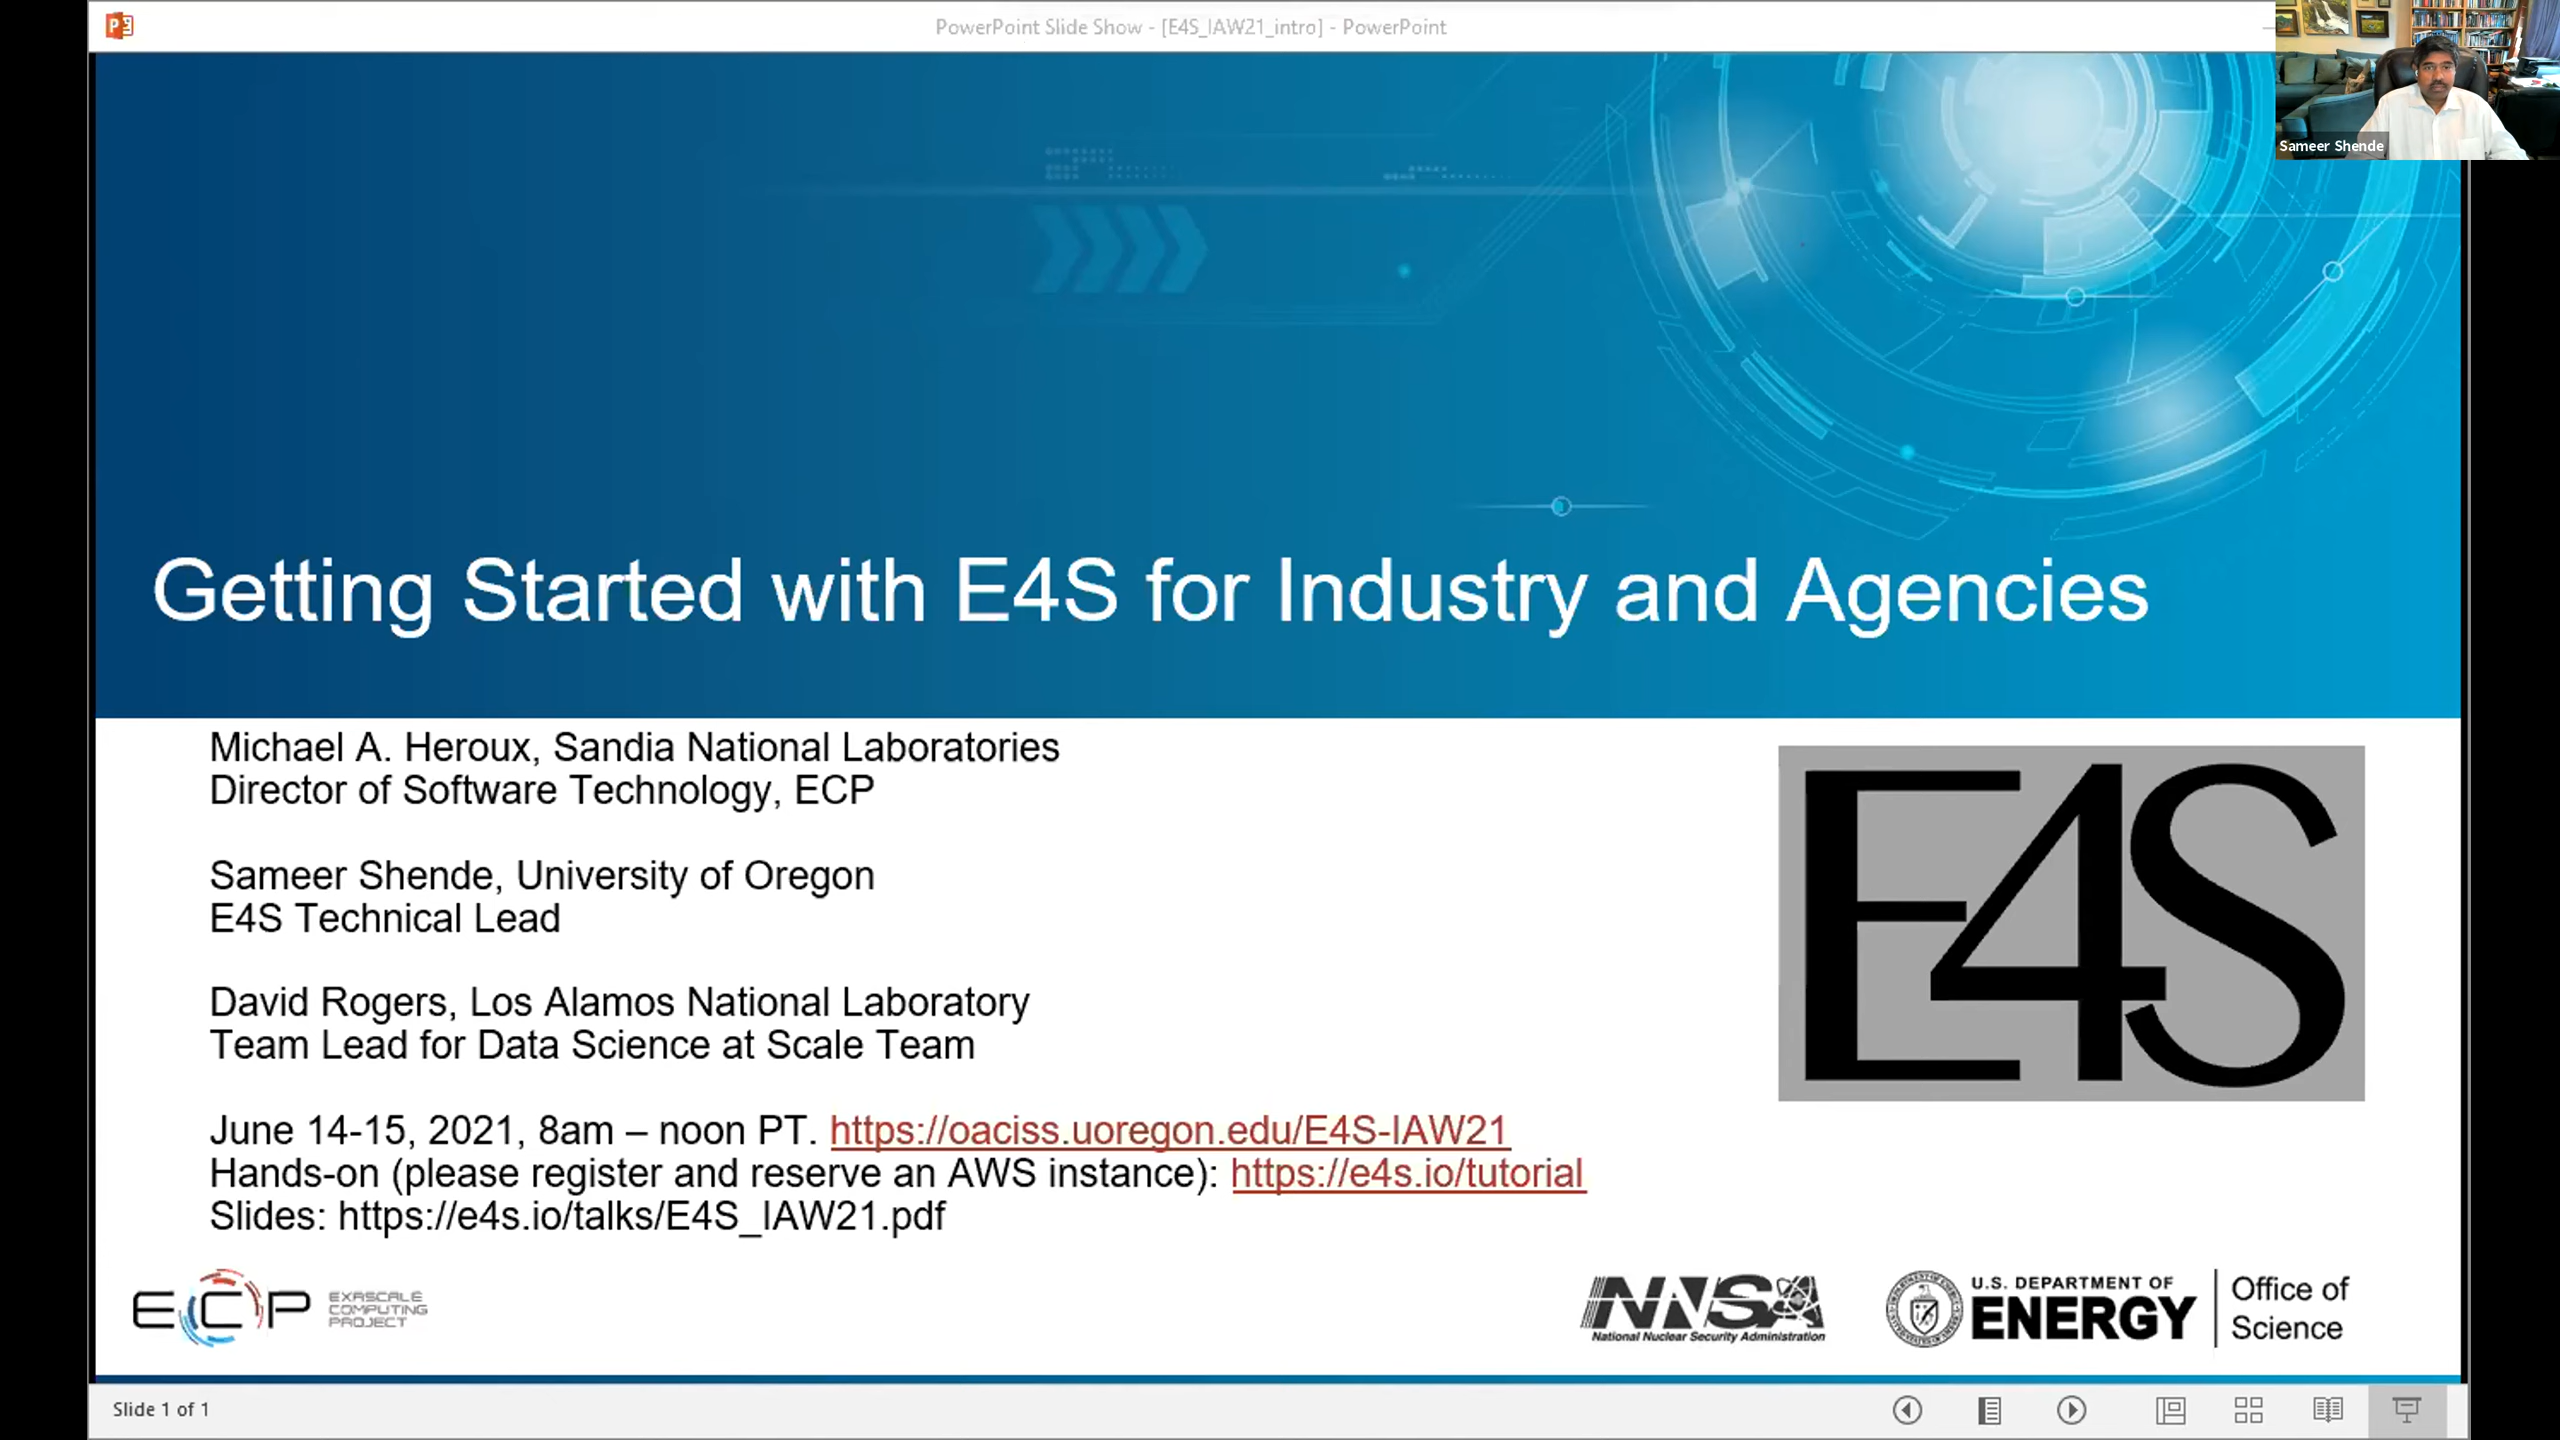 PowerPoint Slide Show - [E4S_IAW21_intro] - PowerPoint
Sameer Shende
Getting Started with E4S for Industry and Agencies
Michael A. Heroux, Sandia National Laboratories
Director of Software Technology, ECP
Sameer Shende, University of Oregon
E4S Technical Lead
David Rogers, Los Alamos National Laboratory
Team Lead for Data Science at Scale Team
June 14-15, 2021, 8am – noon PT. https://oaciss.uoregon.edu/E4S-IAW21
Hands-on (please register and reserve an AWS instance): https://e4s.io/tutorial
Slides: https://e4s.io/talks/E4S_IAW21.pdf
E4S
ECP
EXASCALE
COMPUTING
PROJECT
NNSA
National Nuclear Security Administration
U.S. DEPARTMENT OF
ENERGY
Office of
Science
Slide 1 of 1